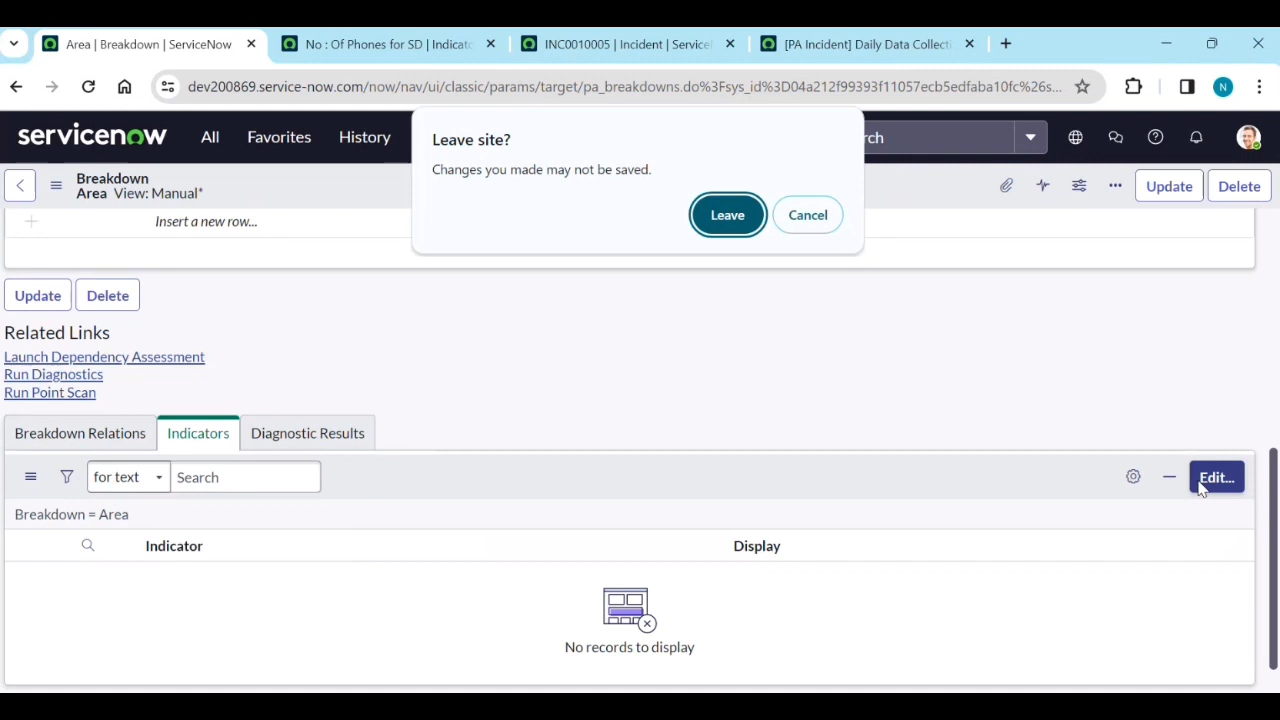 Area | Breakdown | ServiceNow
No : Of Phones for SD | Indicato
INC0010005 | Incident | Service
[PA Incident] Daily Data Collecti
dev200869.service-now.com/now/nav/ui/classic/params/target/pa_breakdowns.do%3Fsys_id%3D04a212f99393f11057ecb5edfaba10fc%26s...
N
servicenow
All
Favorites
History
rch
Leave site?
Changes you made may not be saved.
Leave
Cancel
Breakdown
Area View: Manual*
Update
Delete
Insert a new row...
Update
Delete
Related Links
Launch Dependency Assessment
Run Diagnostics
Run Point Scan
Breakdown Relations
Indicators
Diagnostic Results
for text
Search
Edit...
Breakdown = Area
Indicator
Display
No records to display